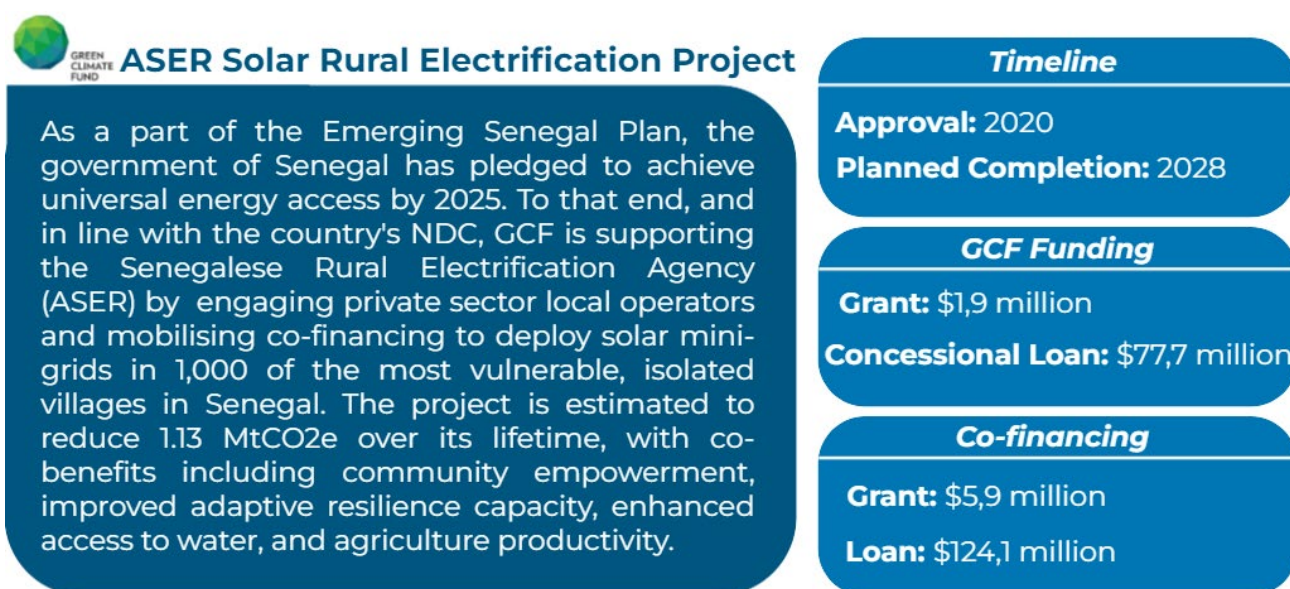 GREEN
CLIMATE
FUND
ASER Solar Rural Electrification Project
As a part of the Emerging Senegal Plan, the
government of Senegal has pledged to achieve
universal energy access by 2025. To that end, and
in line with the country's NDC, GCF is supporting
the Senegalese Rural Electrification Agency
(ASER) by engaging private sector local operators
and mobilising co-financing to deploy solar mini-
grids in 1,000 of the most vulnerable, isolated
villages in Senegal. The project is estimated to
reduce 1.13 MtCO2e over its lifetime, with co-
benefits including community empowerment,
improved adaptive resilience capacity, enhanced
access to water, and agriculture productivity.
Timeline
Approval: 2020
Planned Completion: 2028
GCF Funding
Grant: $1,9 million
Concessional Loan: $77,7 million
Co-financing
Grant: $5,9 million
Loan: $124,1 million